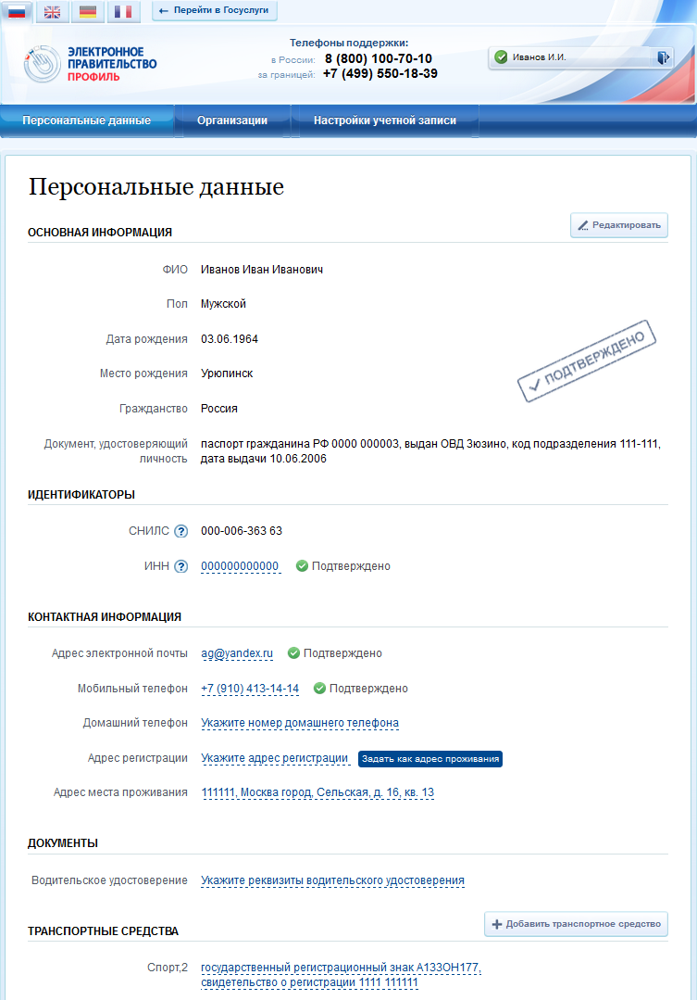 Перейти в Госуслуги
ЭЛЕКТРОННОЕ
ПРАВИТЕЛЬСТВО
ПРОФИЛЬ
Телефоны поддержки:
в России: 8 (800) 100-70-10
за границей: +7 (499) 550-18-39
Иванов И.И.
Персональные данные Организации Настройки учетной записи
Персональные данные
ОСНОВНАЯ ИНФОРМАЦИЯ Редактировать
ФИО Иванов Иван Иванович
Пол Мужской
Дата рождения 03.06.1964
ПОДТВЕРЖДЕНО
Место рождения Урюпинск
Гражданство Россия
Документ, удостоверяющий паспорт гражданина РФ 0000 000003, выдан ОВД Зюзино, код подразделения 111-111,
личность дата выдачи 10.06.2006
ИДЕНТИФИКАТОРЫ
СНИЛС ? 000-006-363 63
ИНН ? 000000000000 Подтверждено
КОНТАКТНАЯ ИНФОРМАЦИЯ
Адрес электронной почты ag@yandex.ru Подтверждено
Мобильный телефон +7 (910) 413-14-14 Подтверждено
Домашний телефон Укажите номер домашнего телефона
Адрес регистрации Укажите адрес регистрации Задать как адрес проживания
Адрес места проживания 111111, Москва город, Сельская, д. 16, кв. 13
ДОКУМЕНТЫ
Водительское удостоверение Укажите реквизиты водительского удостоверения
ТРАНСПОРТНЫЕ СРЕДСТВА Добавить транспортное средство
Спорт,2 государственный регистрационный знак А133ОН177,
свидетельство о регистрации 1111 111111